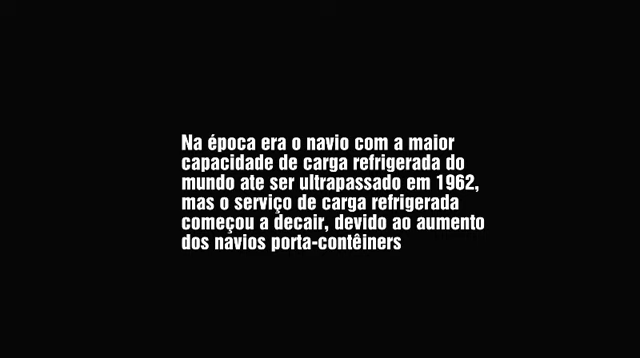 Na época era o navio com a maior
capacidade de carga refrigerada do
mundo ate ser ultrapassado em 1962,
mas o serviço de carga refrigerada
começou a decair, devido ao aumento
dos navios porta-contêiners